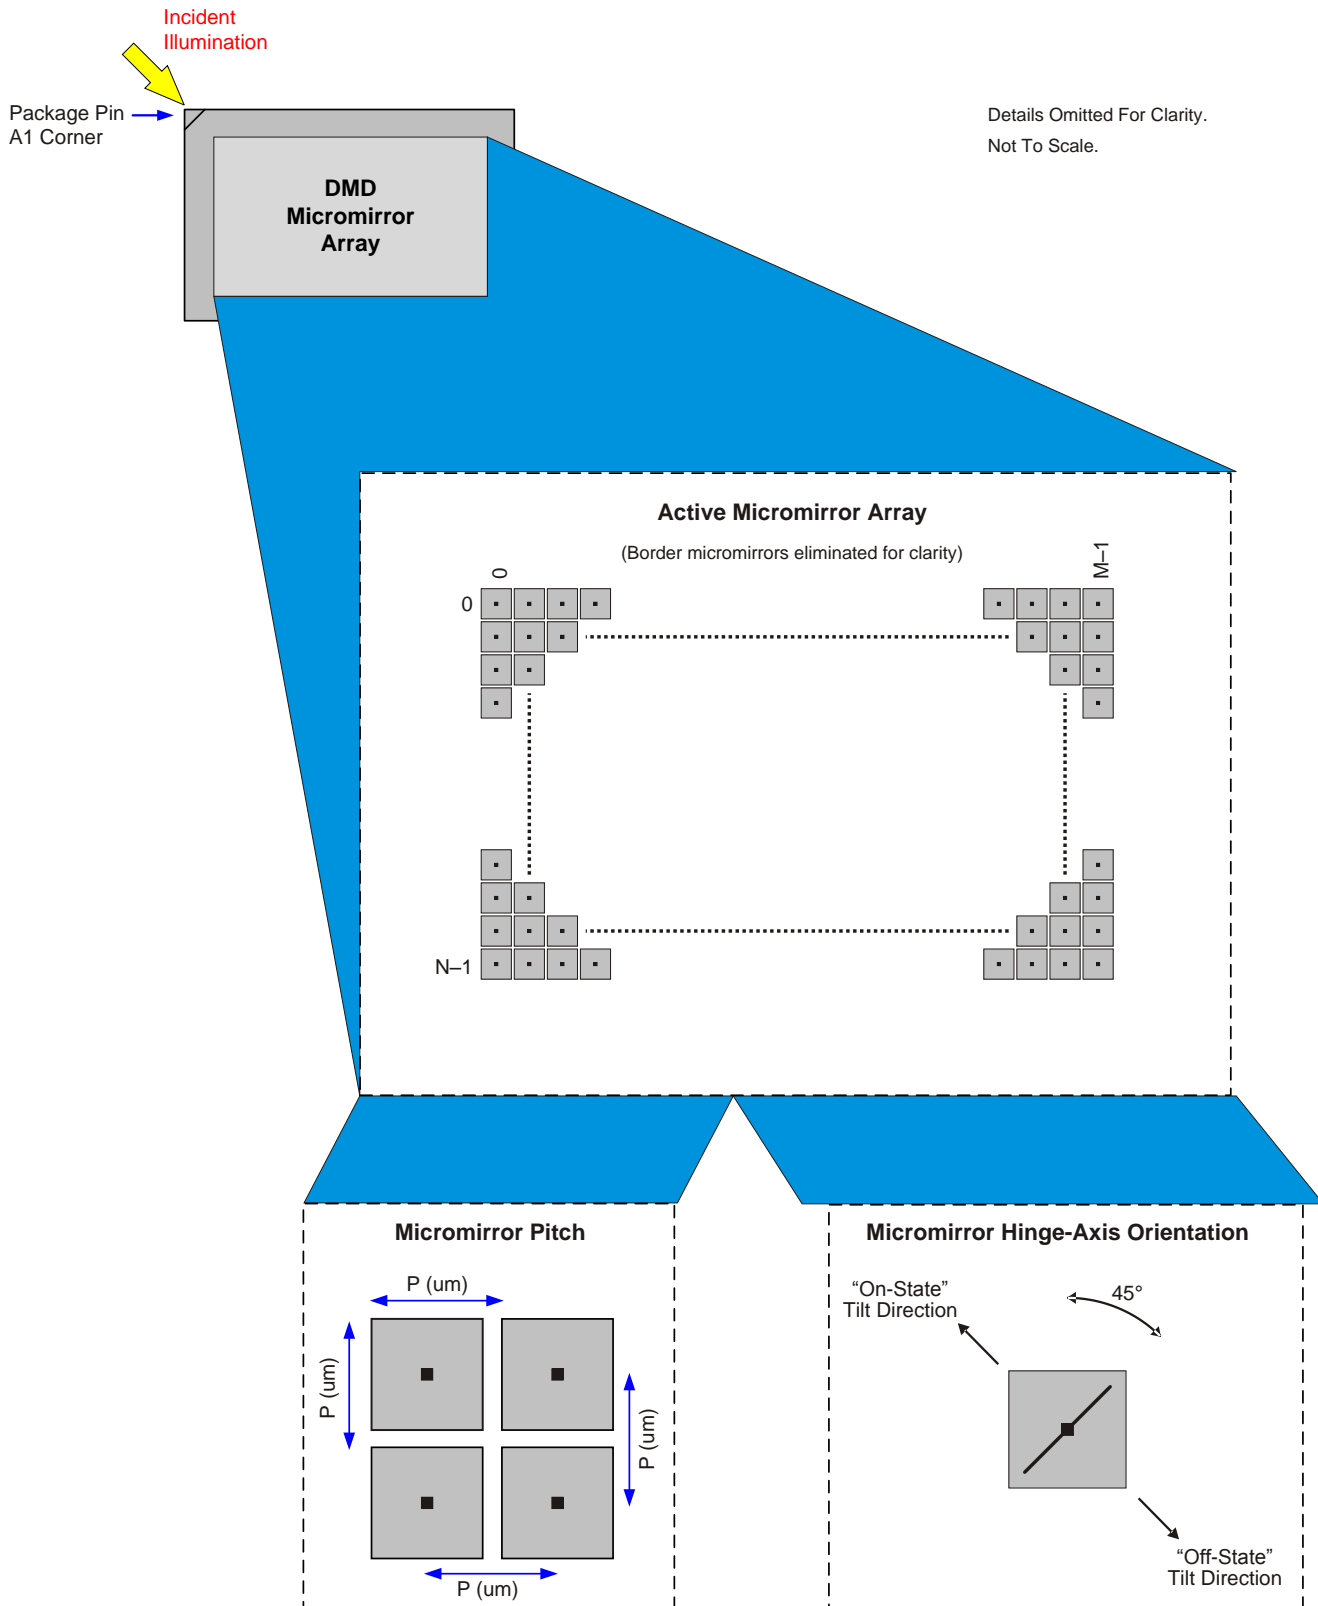 Incident
Illumination
Package Pin
A1 Corner
Details Omitted For Clarity.
Not To Scale.
DMD
Micromirror
Array
Active Micromirror Array
(Border micromirrors eliminated for clarity)
0
M–1
0
N–1
Micromirror Pitch
P (um)
P (um)
P (um)
P (um)
Micromirror Hinge-Axis Orientation
“On-State”
Tilt Direction
45°
“Off-State”
Tilt Direction